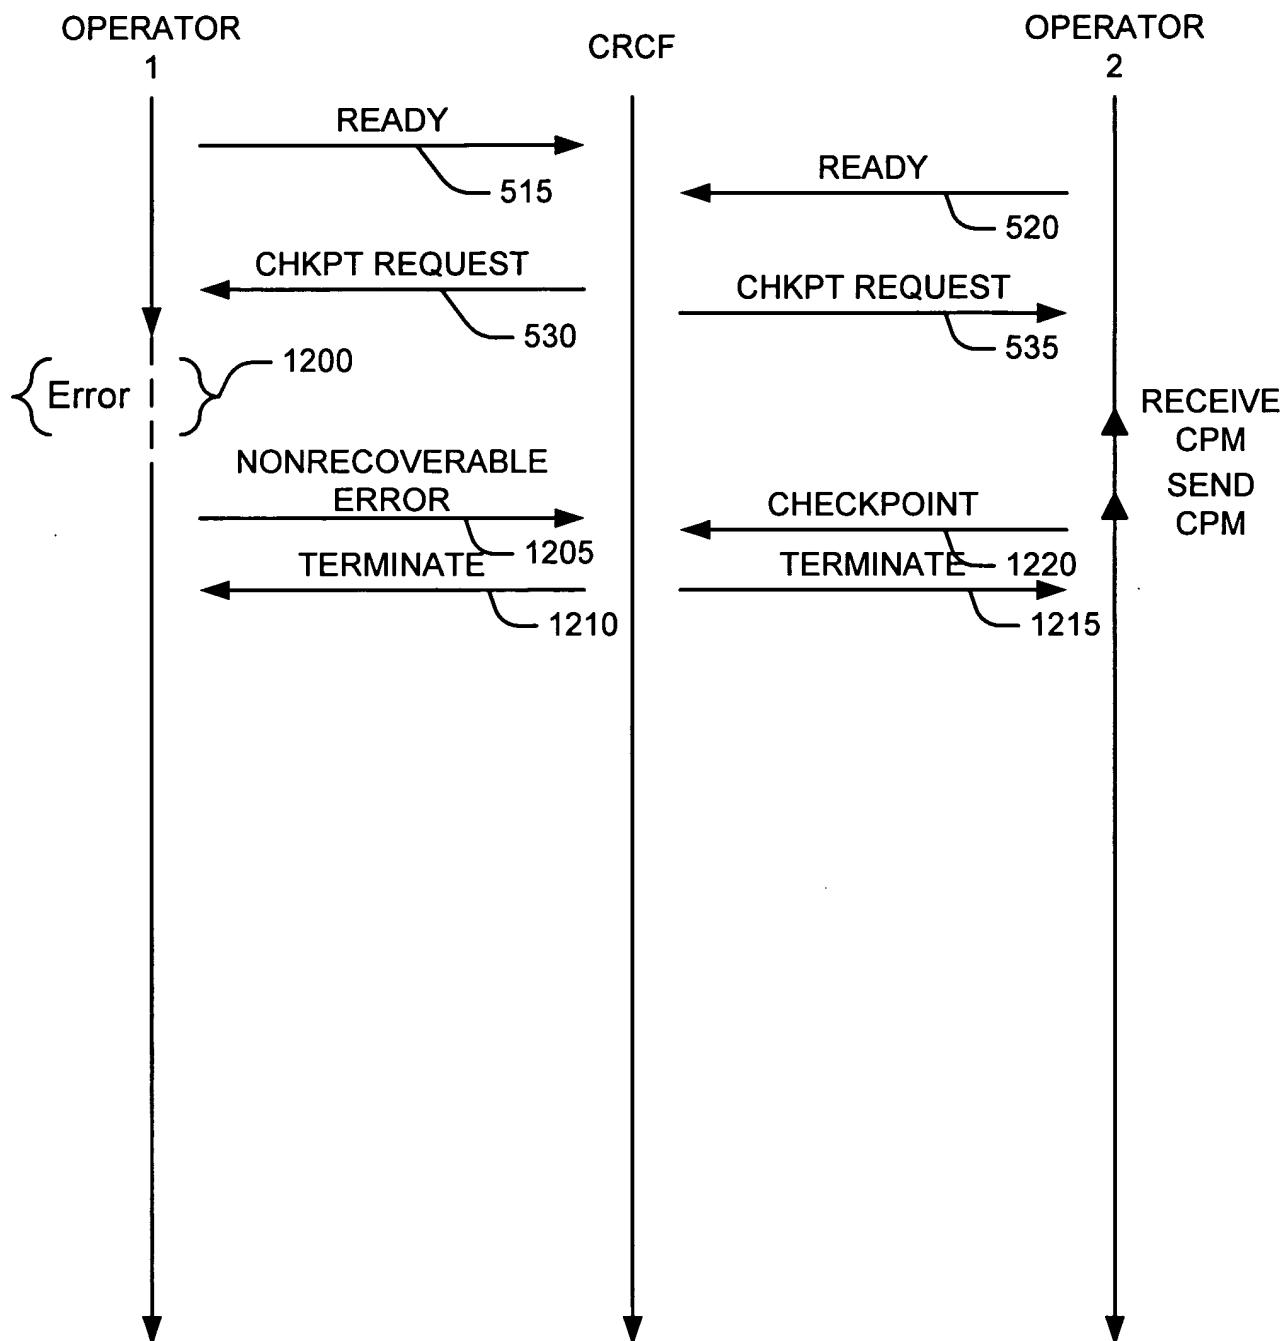 OPERATOR
1
CRCF
OPERATOR
2
READY
515
READY
520
CHKPT REQUEST
530
CHKPT REQUEST
535
1200
Error
RECEIVE
CPM
NONRECOVERABLE
ERROR
1205
SEND
CPM
CHECKPOINT
1220
TERMINATE
1210
TERMINATE
1215